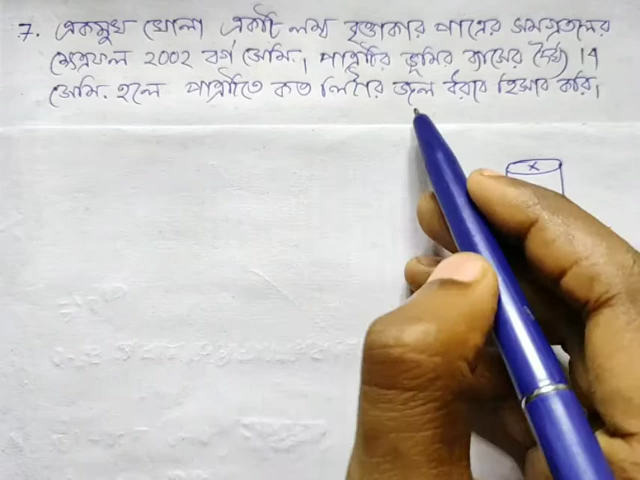 7. একমুখ খোলা একটি লম্ব বৃত্তাকার পাত্রের সমগ্রতলের
ক্ষেত্রফল 2002 বর্গ সেমি.। পাত্রটির ভূমির ব্যাসের দৈর্ঘ্য 14
সেমি. হলে পাত্রটিতে কত লিটার জল ধরবে হিসাব করি।
x